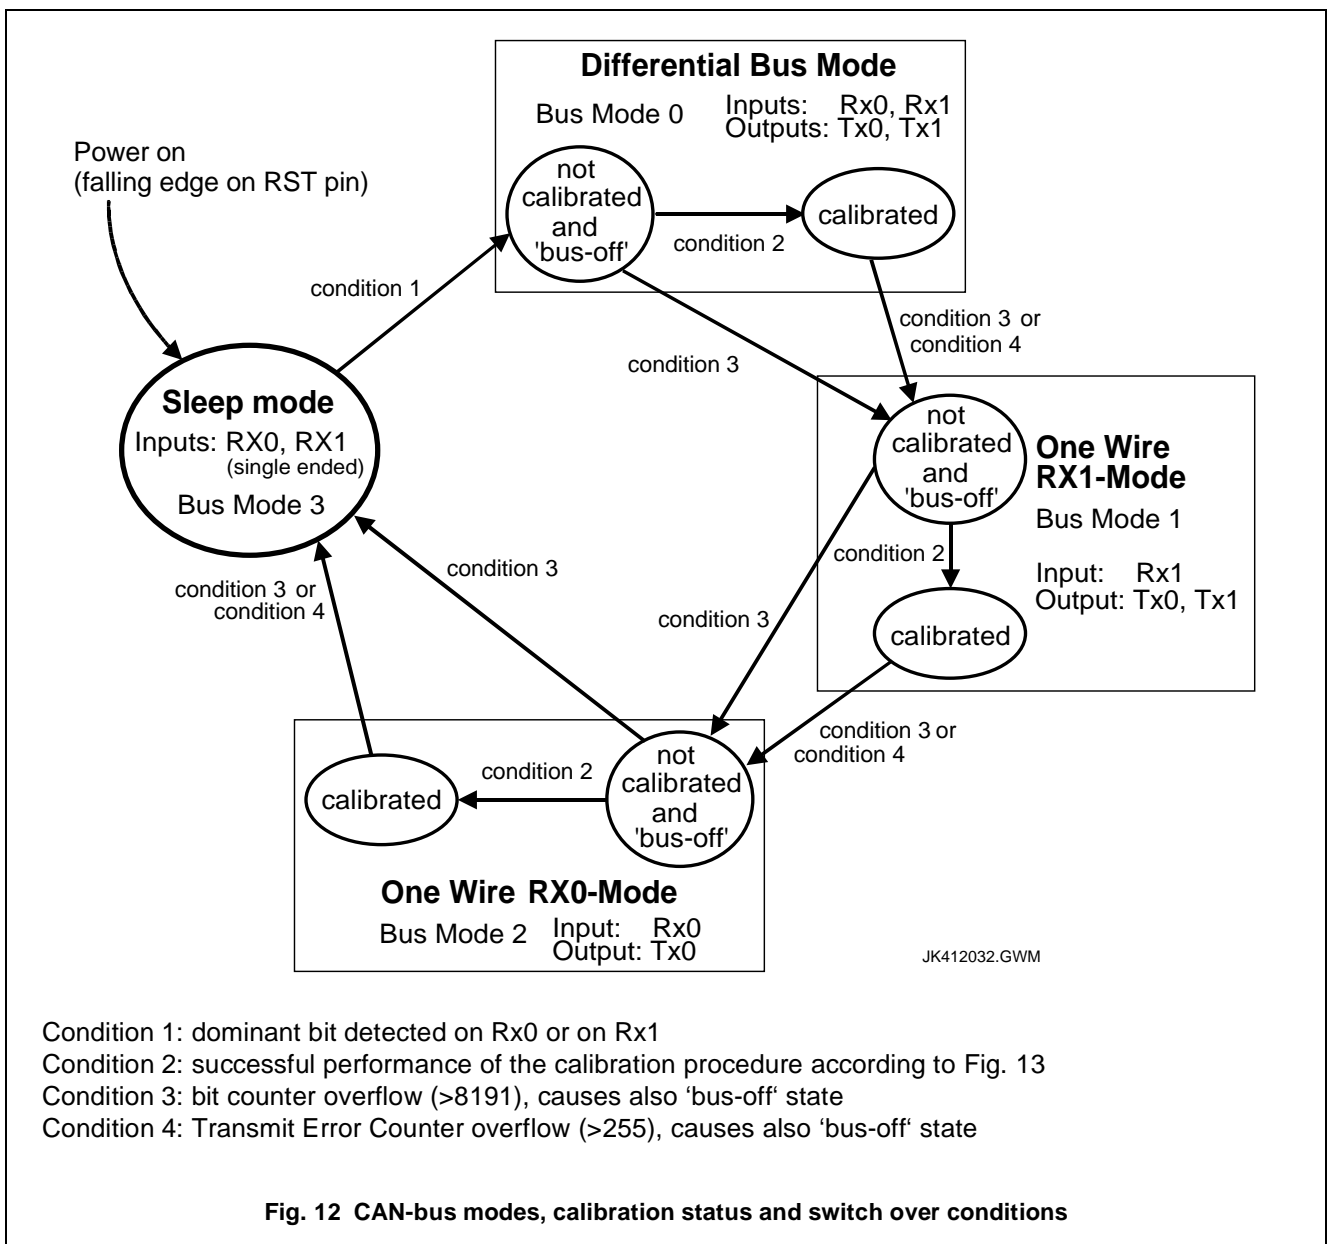 Differential Bus Mode
Bus Mode 0
Inputs: Rx0, Rx1
Outputs: Tx0, Tx1
Power on
(falling edge on RST pin)
not
calibrated
and
'bus-off'
condition 2
calibrated
condition 1
condition 3 or
condition 4
condition 3
Sleep mode
Inputs: RX0, RX1
(single ended)
Bus Mode 3
not
calibrated
and
'bus-off'
One Wire
RX1-Mode
Bus Mode 1
condition 2
Input: Rx1
Output: Tx0, Tx1
calibrated
condition 3
condition 3 or
condition 4
condition 3
condition 3 or
condition 4
calibrated
condition 2
not
calibrated
and
'bus-off'
One Wire RX0-Mode
Bus Mode 2
Input: Rx0
Output: Tx0
JK412032.GWM
Condition 1: dominant bit detected on Rx0 or on Rx1
Condition 2: successful performance of the calibration procedure according to Fig. 13
Condition 3: bit counter overflow (>8191), causes also ‘bus-off‘ state
Condition 4: Transmit Error Counter overflow (>255), causes also ‘bus-off‘ state
Fig. 12 CAN-bus modes, calibration status and switch over conditions